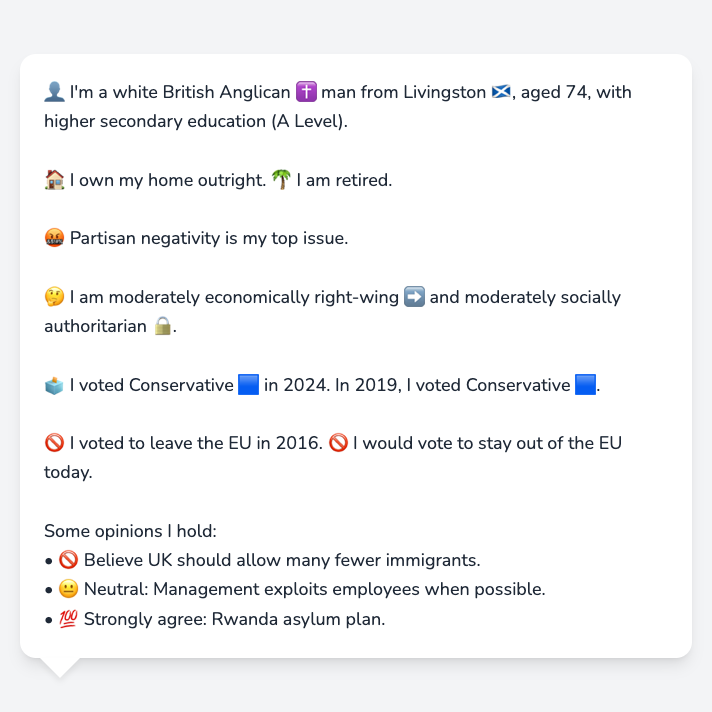 👤 I'm a white British Anglican ✝️ man from Livingston 🏴󠁧󠁢󠁳󠁣󠁴󠁿, aged 74, with
higher secondary education (A Level).
🏠 I own my home outright. 🌴 I am retired.
🤬 Partisan negativity is my top issue.
🤔 I am moderately economically right-wing ➡️ and moderately socially
authoritarian 🔒.
🗳️ I voted Conservative 🟦 in 2024. In 2019, I voted Conservative 🟦.
🚫 I voted to leave the EU in 2016. 🚫 I would vote to stay out of the EU
today.
Some opinions I hold:
• 🚫 Believe UK should allow many fewer immigrants.
• 😐 Neutral: Management exploits employees when possible.
• 💯 Strongly agree: Rwanda asylum plan.